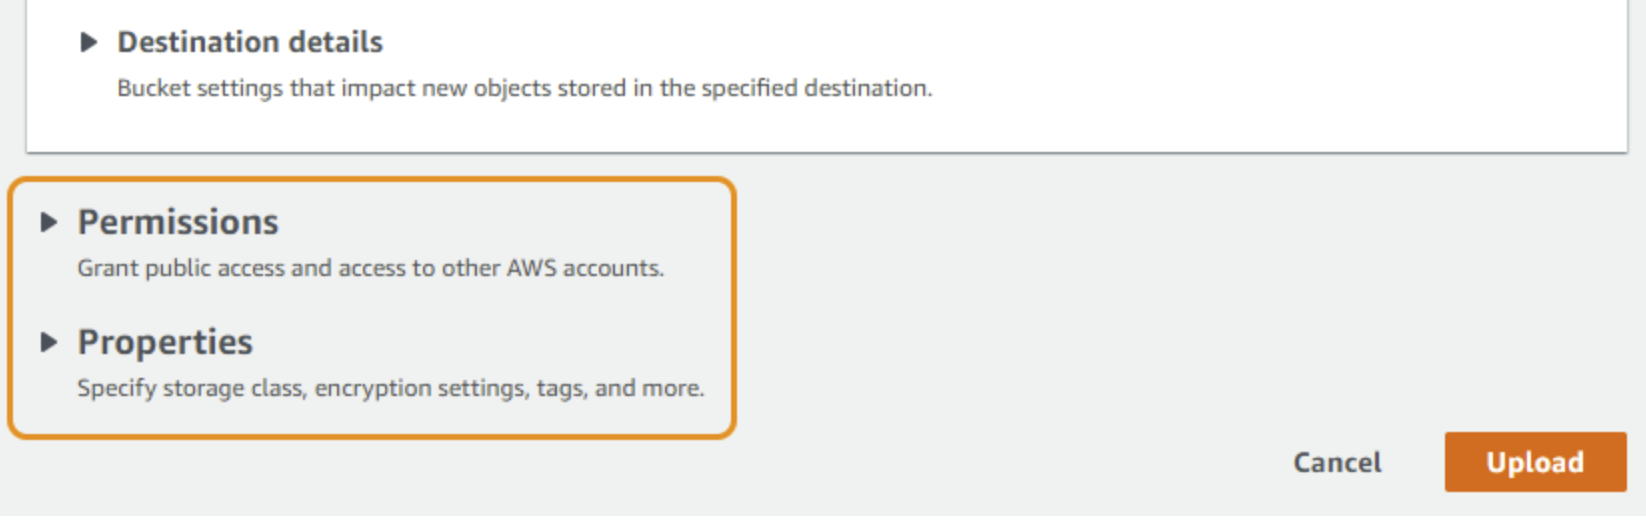 Destination details
Bucket settings that impact new objects stored in the specified destination.
Permissions
Grant public access and access to other AWS accounts.
Properties
Specify storage class, encryption settings, tags, and more.
Cancel
Upload